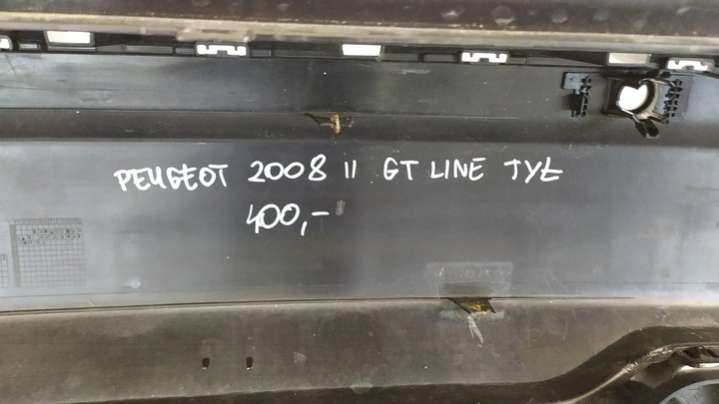 PEUGEOT 2008 II GT LINE TYŁ
400,-